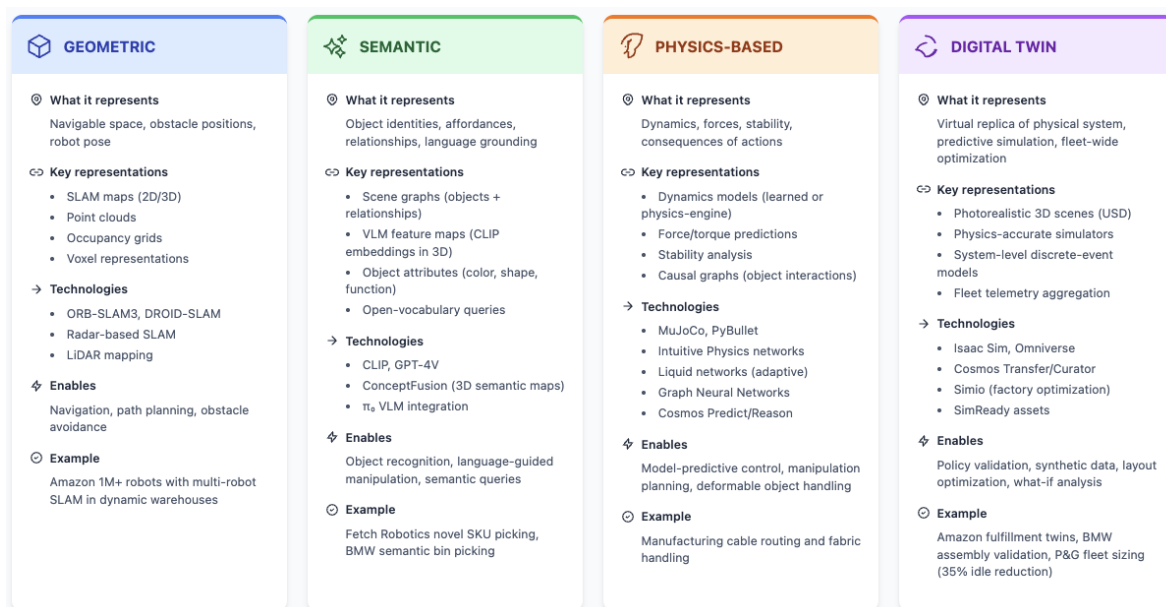 GEOMETRIC
What it represents
Navigable space, obstacle positions,
robot pose
Key representations
• SLAM maps (2D/3D)
• Point clouds
• Occupancy grids
• Voxel representations
Technologies
• ORB-SLAM3, DROID-SLAM
• Radar-based SLAM
• LiDAR mapping
Enables
Navigation, path planning, obstacle
avoidance
Example
Amazon 1M+ robots with multi-robot
SLAM in dynamic warehouses
SEMANTIC
What it represents
Object identities, affordances,
relationships, language grounding
Key representations
• Scene graphs (objects +
relationships)
• VLM feature maps (CLIP
embeddings in 3D)
• Object attributes (color, shape,
function)
• Open-vocabulary queries
Technologies
• CLIP, GPT-4V
• ConceptFusion (3D semantic maps)
• π₀ VLM integration
Enables
Object recognition, language-guided
manipulation, semantic queries
Example
Fetch Robotics novel SKU picking,
BMW semantic bin picking
PHYSICS-BASED
What it represents
Dynamics, forces, stability,
consequences of actions
Key representations
• Dynamics models (learned or
physics-engine)
• Force/torque predictions
• Stability analysis
• Causal graphs (object interactions)
Technologies
• MuJoCo, PyBullet
• Intuitive Physics networks
• Liquid networks (adaptive)
• Graph Neural Networks
• Cosmos Predict/Reason
Enables
Model-predictive control, manipulation
planning, deformable object handling
Example
Manufacturing cable routing and fabric
handling
DIGITAL TWIN
What it represents
Virtual replica of physical system,
predictive simulation, fleet-wide
optimization
Key representations
• Photorealistic 3D scenes (USD)
• Physics-accurate simulators
• System-level discrete-event
models
• Fleet telemetry aggregation
Technologies
• Isaac Sim, Omniverse
• Cosmos Transfer/Curator
• Simio (factory optimization)
• SimReady assets
Enables
Policy validation, synthetic data, layout
optimization, what-if analysis
Example
Amazon fulfillment twins, BMW
assembly validation, P&G fleet sizing
(35% idle reduction)